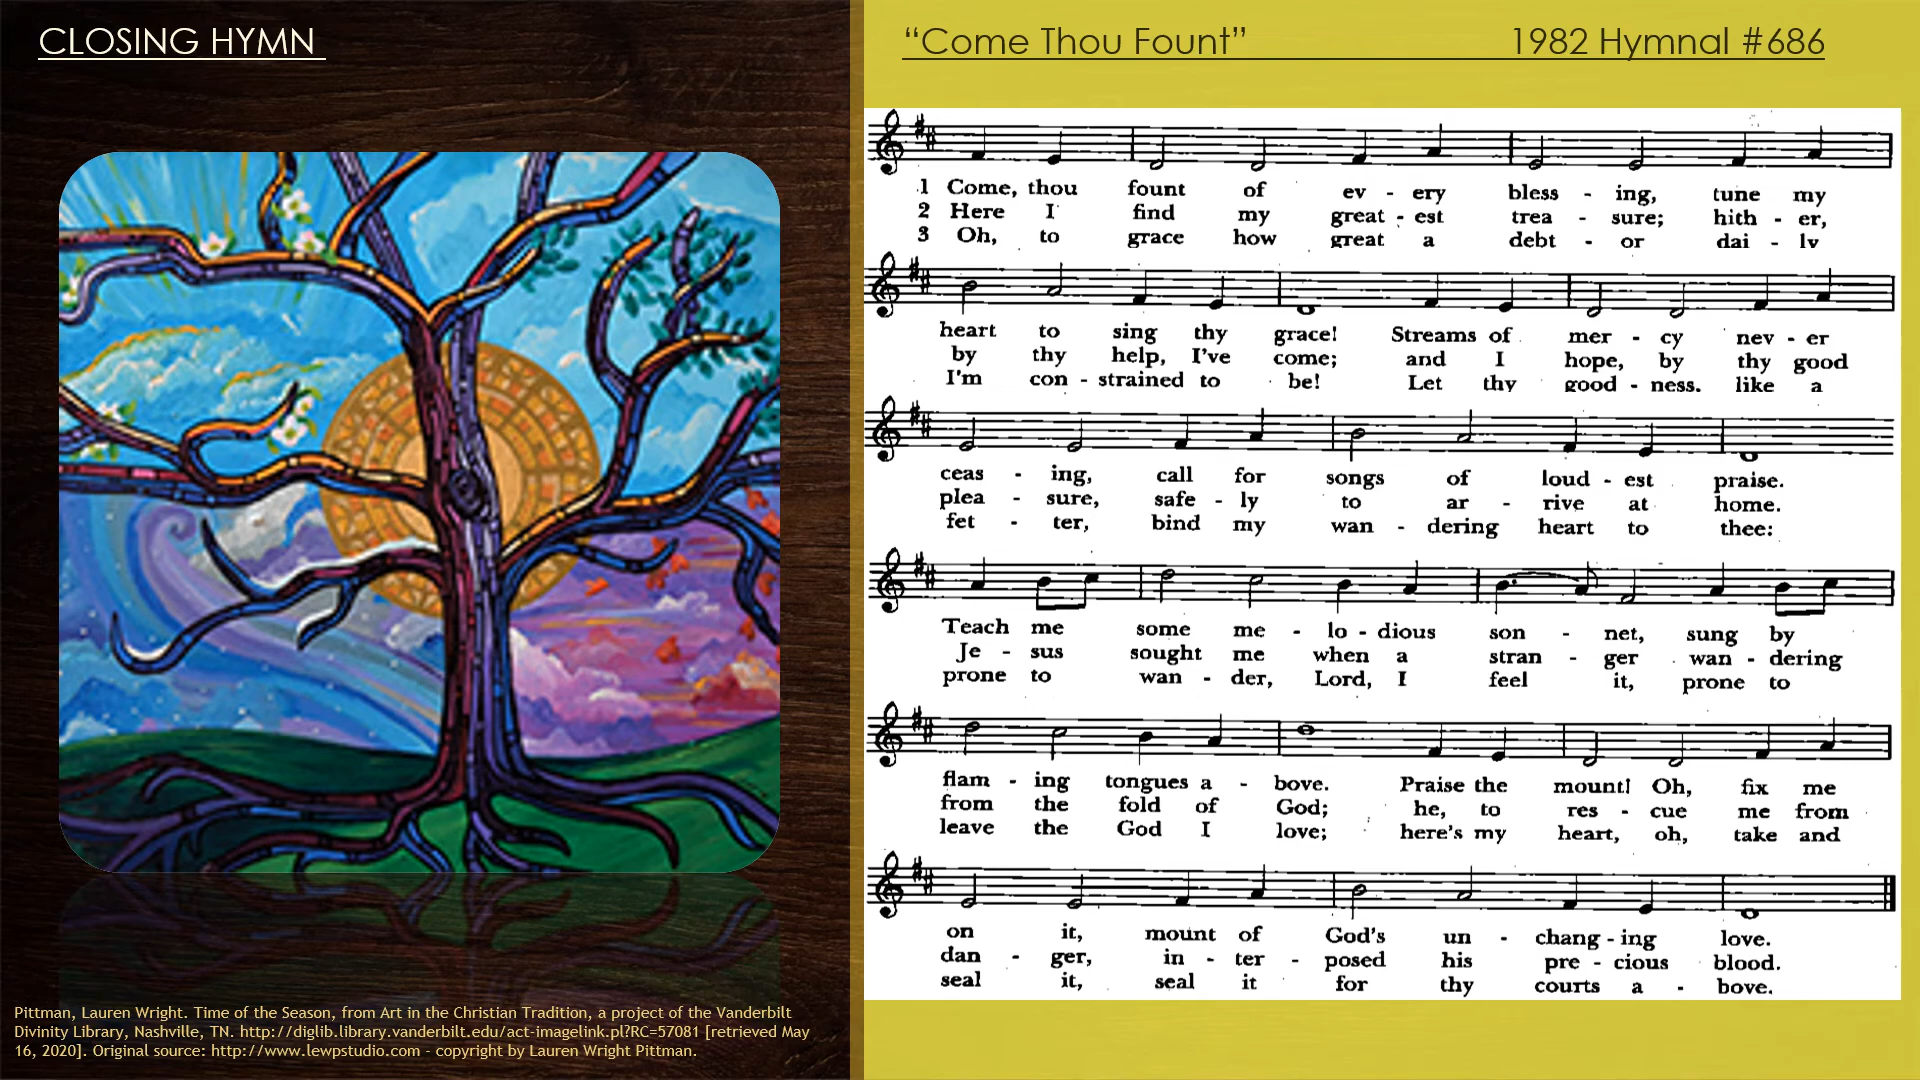 CLOSING HYMN
“Come Thou Fount” 1982 Hymnal #686
1 Come, thou fount of ev - ery bless - ing, tune my
2 Here I find my great - est trea - sure; hith - er,
3 Oh, to grace how great a debt - or dai - ly
heart to sing thy grace! Streams of mer - cy nev - er
by thy help, I've come; and I hope, by thy good
I'm con - strained to be! Let thy good - ness. like a
ceas - ing, call for songs of loud - est praise.
plea - sure, safe - ly to ar - rive at home.
fet - ter, bind my wan - dering heart to thee:
Teach me some me - lo - dious son - net, sung by
Je - sus sought me when a stran - ger wan - dering
prone to wan - der, Lord, I feel it, prone to
flam - ing tongues a - bove. Praise the mount! Oh, fix me
from the fold of God; he, to res - cue me from
leave the God I love; here's my heart, oh, take and
on it, mount of God's un - chang - ing love.
dan - ger, in - ter - posed his pre - cious blood.
seal it, seal it for thy courts a - bove.
Pittman, Lauren Wright. Time of the Season, from Art in the Christian Tradition, a project of the Vanderbilt
Divinity Library, Nashville, TN. http://diglib.library.vanderbilt.edu/act-imagelink.pl?RC=57081 [retrieved May
16, 2020]. Original source: http://www.lewpstudio.com - copyright by Lauren Wright Pittman.